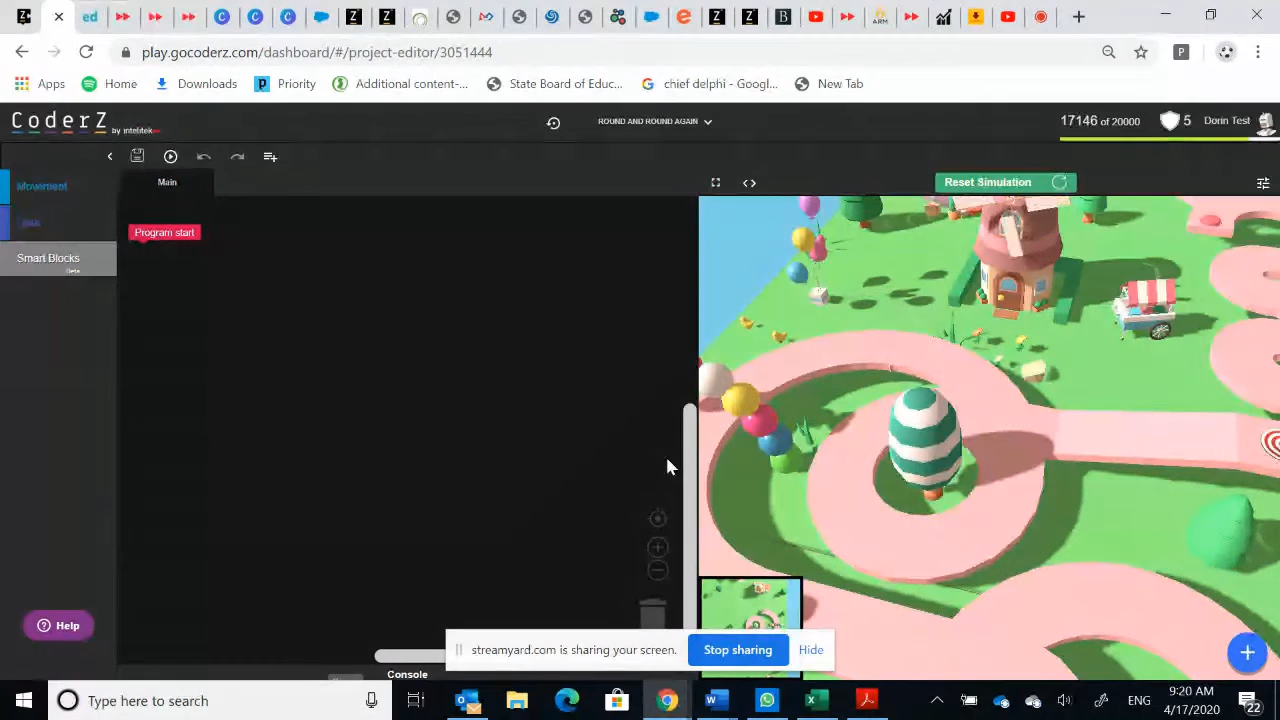 play.gocoderz.com/dashboard/#/project-editor/3051444
Apps Home Downloads Priority Additional content-... State Board of Educ... chief delphi - Googl... New Tab
CoderZ by intelitek
ROUND AND ROUND AGAIN
17146 of 20000 5 Dorin Test
Movement
Main
Reset Simulation
Program start
Smart Blocks
Beta
Help
streamyard.com is sharing your screen. Stop sharing Hide
Console
Type here to search
ENG
9:20 AM
4/17/2020
22